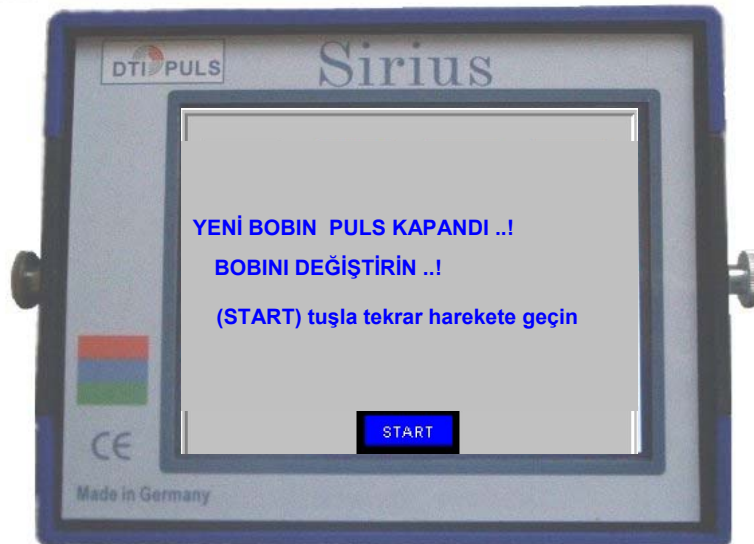 DTI PULS
Sirius
YENİ BOBIN PULS KAPANDI ..!
BOBINI DEĞİŞTİRİN ..!
(START) tuşla tekrar harekete geçin
START
CE
Made in Germany